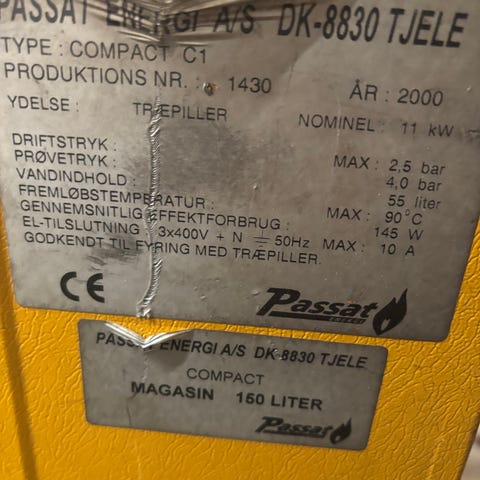 PASSAT ENERGI A/S DK-8830 TJELE
TYPE : COMPACT C1
PRODUKTIONS NR. : 1430 ÅR : 2000
YDELSE : TRÆPILLER NOMINEL : 11 kW
DRIFTSTRYK : MAX : 2,5 bar
PRØVETRYK : 4,0 bar
VANDINDHOLD : 55 liter
FREMLØBSTEMPERATUR : MAX : 90°C
GENNEMSNITLIG EFFEKTFORBRUG : 145 W
EL-TILSLUTNING : 3x400V + N ⏚ 50Hz MAX : 10 A
GODKENDT TIL FYRING MED TRÆPILLER.
CE Passat ENERGI
PASSAT ENERGI A/S DK-8830 TJELE
COMPACT
MAGASIN 150 LITER
Passat